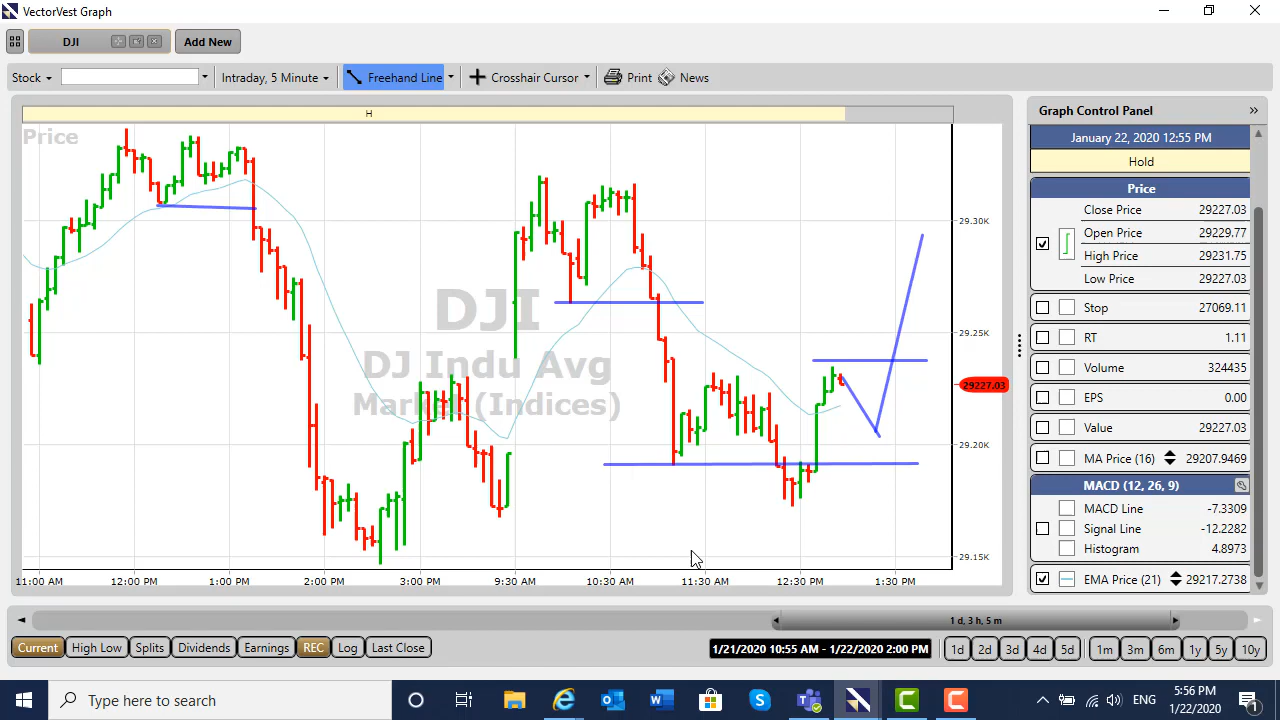 VectorVest Graph
DJI
Add New
Stock
Intraday, 5 Minute
Freehand Line
Crosshair Cursor
Print
News
H
Price
DJI
DJ Indu Avg
Market (Indices)
29.30K
29.25K
29227.03
29.20K
29.15K
11:00 AM 12:00 PM 1:00 PM 2:00 PM 3:00 PM 9:30 AM 10:30 AM 11:30 AM 12:30 PM 1:30 PM
Graph Control Panel
January 22, 2020 12:55 PM
Hold
Price
Close Price 29227.03
Open Price 29229.77
High Price 29231.75
Low Price 29227.03
Stop 27069.11
RT 1.11
Volume 324435
EPS 0.00
Value 29227.03
MA Price (16) 29207.9469
MACD (12, 26, 9)
MACD Line -7.3309
Signal Line -12.2282
Histogram 4.8973
EMA Price (21) 29217.2738
1 d, 3 h, 5 m
Current High Low Splits Dividends Earnings REC Log Last Close
1/21/2020 10:55 AM - 1/22/2020 2:00 PM
1d 2d 3d 4d 5d 1m 3m 6m 1y 5y 10y
Type here to search
ENG
5:56 PM
1/22/2020
1